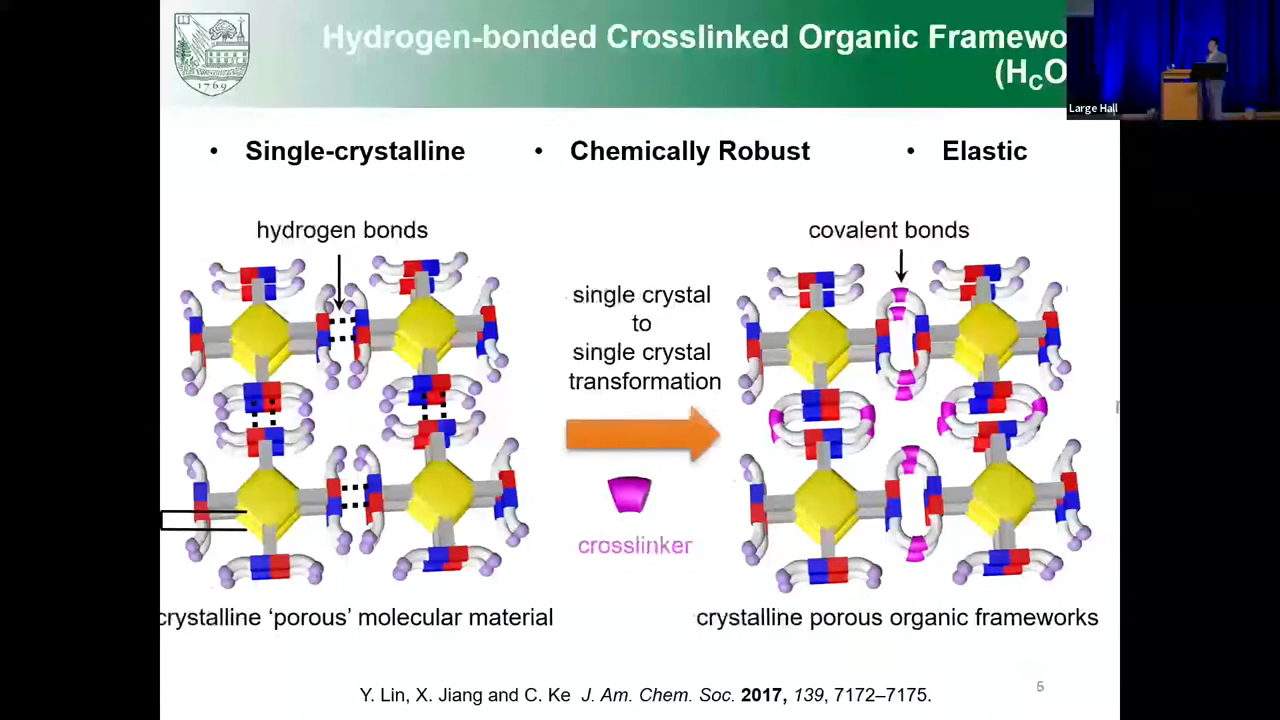 Hydrogen-bonded Crosslinked Organic Framewo
(HCO
Large Hall
1769
• Single-crystalline
• Chemically Robust
• Elastic
hydrogen bonds
covalent bonds
single crystal
to
single crystal
transformation
crosslinker
crystalline ‘porous’ molecular material
crystalline porous organic frameworks
Y. Lin, X. Jiang and C. Ke J. Am. Chem. Soc. 2017, 139, 7172–7175.
5